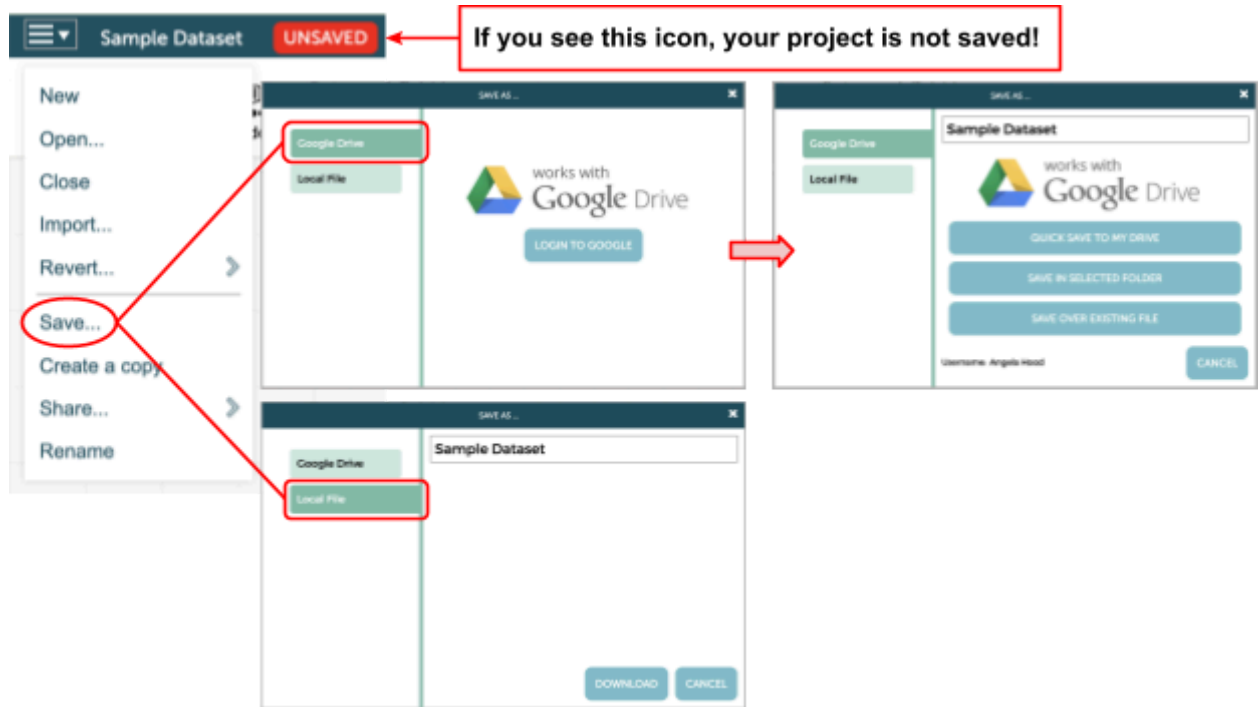 Sample Dataset
UNSAVED
If you see this icon, your project is not saved!
New
Open...
Close
Import...
Revert...
Save...
Create a copy
Share...
Rename
SAVE AS ...
Google Drive
Local File
works with
Google Drive
LOGIN TO GOOGLE
SAVE AS ...
Google Drive
Local File
Sample Dataset
works with
Google Drive
QUICK SAVE TO MY DRIVE
SAVE IN SELECTED FOLDER
SAVE OVER EXISTING FILE
Username: Angela Hood
CANCEL
SAVE AS ...
Google Drive
Local File
Sample Dataset
DOWNLOAD
CANCEL